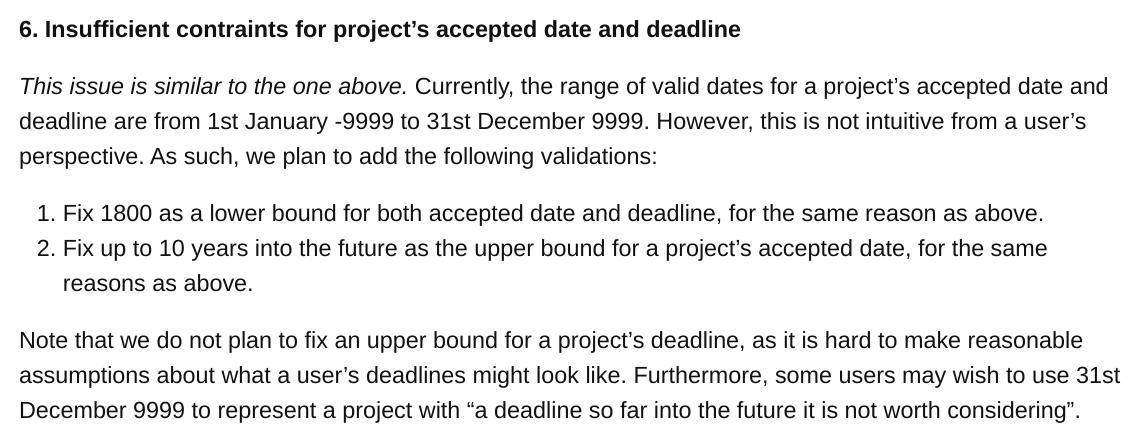 6. Insufficient contraints for project’s accepted date and deadline
This issue is similar to the one above. Currently, the range of valid dates for a project’s accepted date and
deadline are from 1st January -9999 to 31st December 9999. However, this is not intuitive from a user’s
perspective. As such, we plan to add the following validations:
1. Fix 1800 as a lower bound for both accepted date and deadline, for the same reason as above.
2. Fix up to 10 years into the future as the upper bound for a project’s accepted date, for the same
reasons as above.
Note that we do not plan to fix an upper bound for a project’s deadline, as it is hard to make reasonable
assumptions about what a user’s deadlines might look like. Furthermore, some users may wish to use 31st
December 9999 to represent a project with “a deadline so far into the future it is not worth considering”.